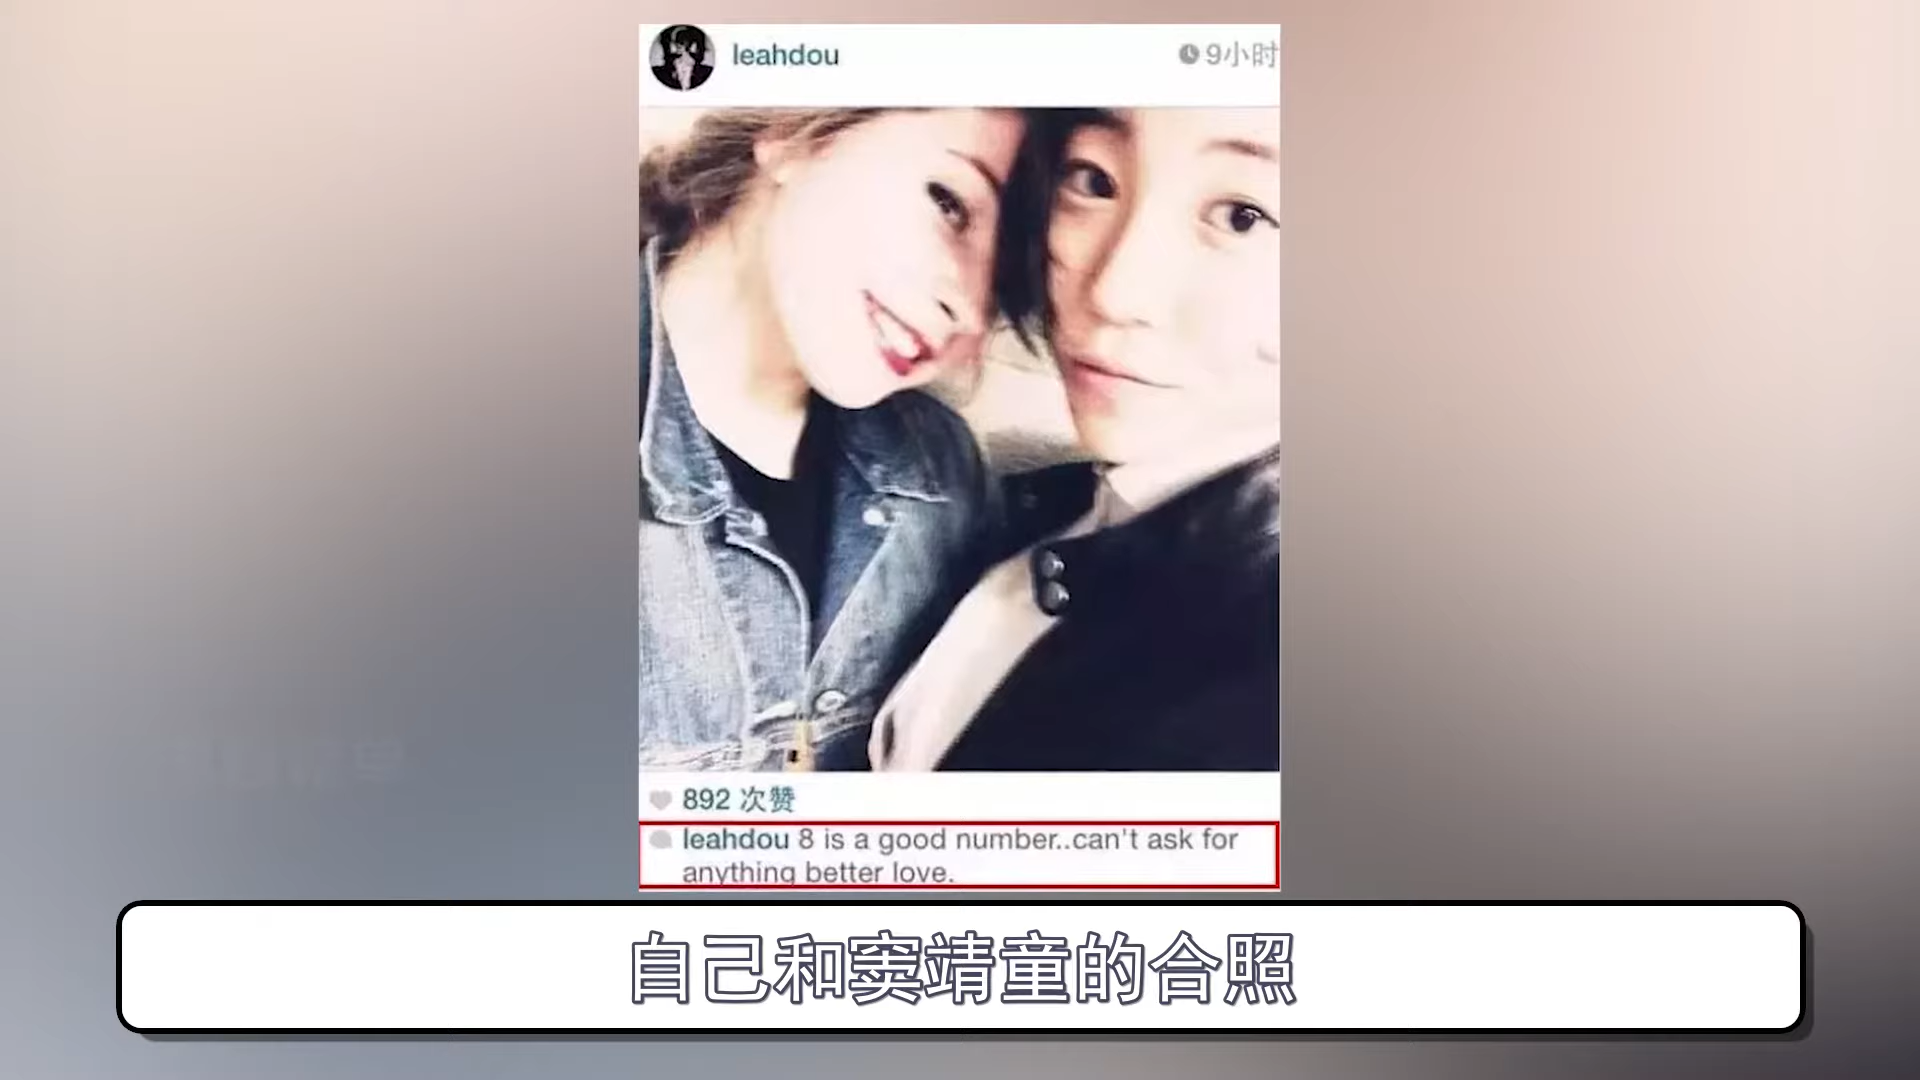 leahdou
9小时
892 次赞
leahdou 8 is a good number..can't ask for
anything better love.
自己和窦靖童的合照